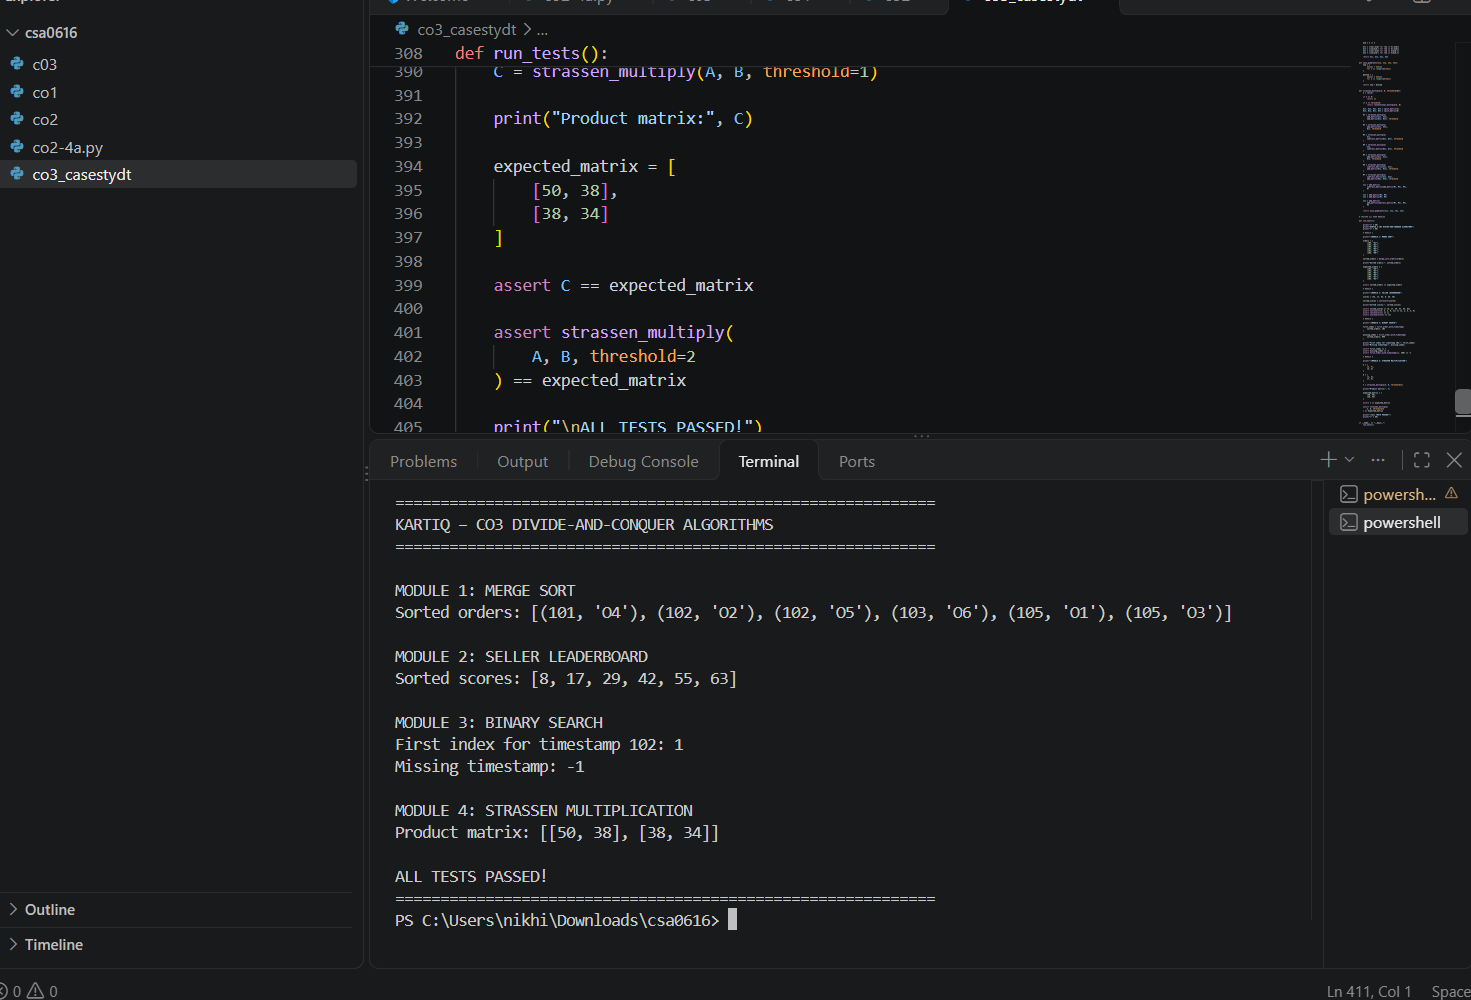 csa0616
c03
co1
co2
co2-4a.py
co3_casestydt
co3_casestydt > ...
308 def run_tests():
390 C = strassen_multiply(A, B, threshold=1)
391
392 print("Product matrix:", C)
393
394 expected_matrix = [
395 [50, 38],
396 [38, 34]
397 ]
398
399 assert C == expected_matrix
400
401 assert strassen_multiply(
402 A, B, threshold=2
403 ) == expected_matrix
404
405 print("\nALL TESTS PASSED!")
Problems Output Debug Console Terminal Ports
powersh...
powershell
============================================================
KARTIQ – CO3 DIVIDE-AND-CONQUER ALGORITHMS
============================================================
MODULE 1: MERGE SORT
Sorted orders: [(101, 'O4'), (102, 'O2'), (102, 'O5'), (103, 'O6'), (105, 'O1'), (105, 'O3')]
MODULE 2: SELLER LEADERBOARD
Sorted scores: [8, 17, 29, 42, 55, 63]
MODULE 3: BINARY SEARCH
First index for timestamp 102: 1
Missing timestamp: -1
MODULE 4: STRASSEN MULTIPLICATION
Product matrix: [[50, 38], [38, 34]]
ALL TESTS PASSED!
============================================================
PS C:\Users\nikhi\Downloads\csa0616>
Outline
Timeline
0 0
Ln 411, Col 1